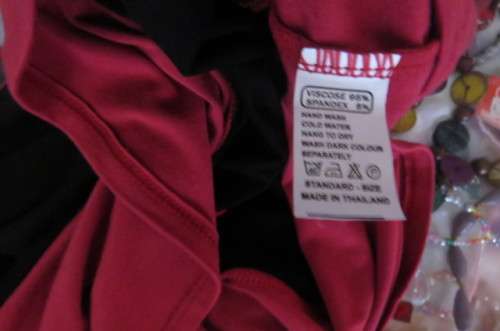 VISCOSE 95%
SPANDEX 5%
HAND WASH
COLD WATER
HANG TO DRY
WASH DARK COLOUR
SEPARATELY
STANDARD - SIZE
MADE IN THAILAND